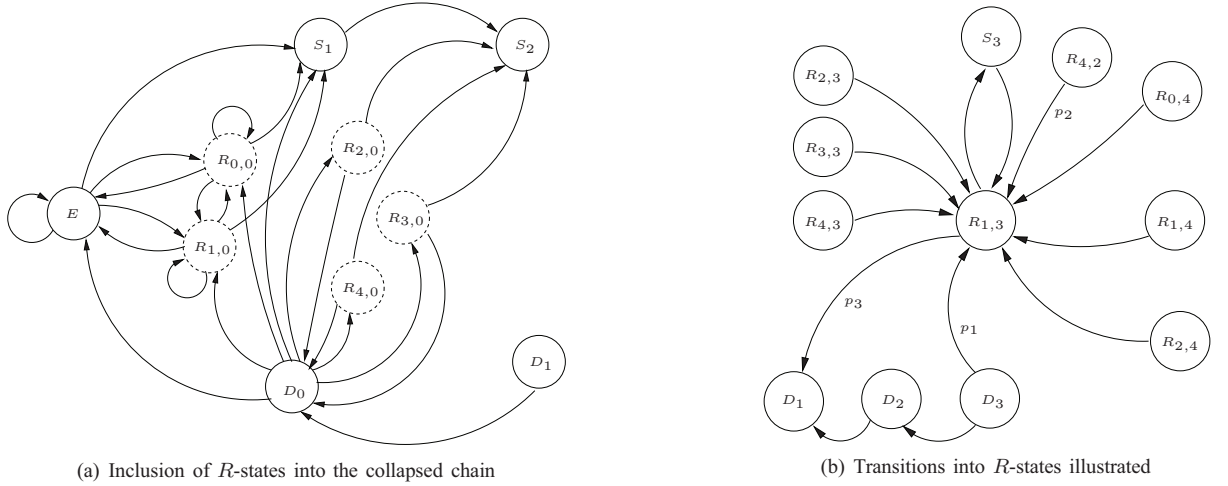 S₁
S₂
R₀,₀
R₂,₀
E
R₁,₀
R₃,₀
R₄,₀
D₀
D₁
(a) Inclusion of R-states into the collapsed chain
S₃
R₂,₃
R₄,₂
R₀,₄
p₂
R₃,₃
R₄,₃
R₁,₃
R₁,₄
p₃
p₁
R₂,₄
D₁
D₂
D₃
(b) Transitions into R-states illustrated